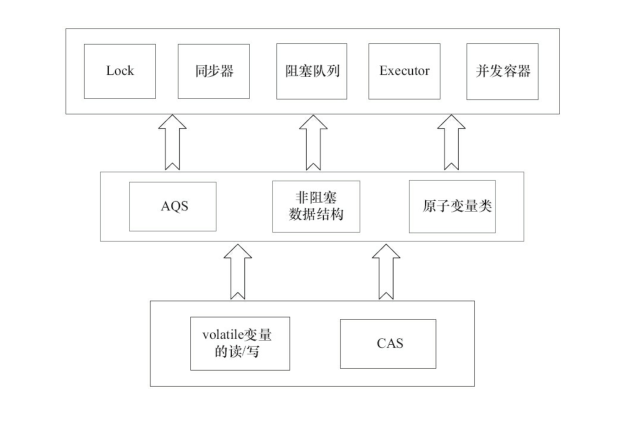 Lock
同步器
阻塞队列
Executor
并发容器
AQS
非阻塞
数据结构
原子变量类
volatile变量
的读/写
CAS